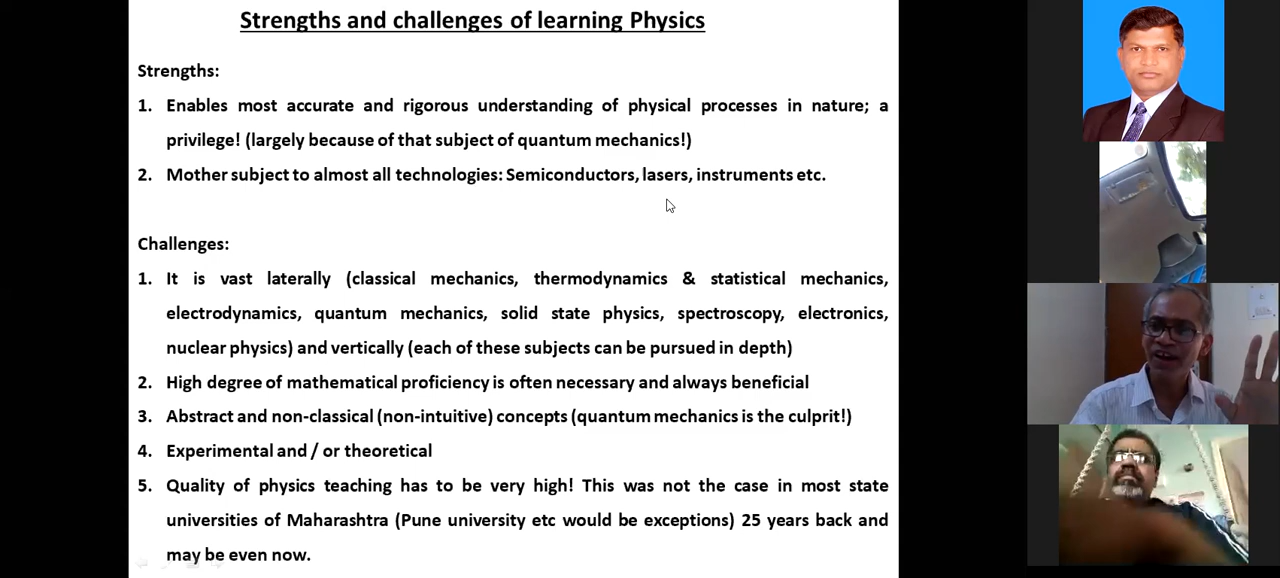 Strengths and challenges of learning Physics
Strengths:
1. Enables most accurate and rigorous understanding of physical processes in nature; a
privilege! (largely because of that subject of quantum mechanics!)
2. Mother subject to almost all technologies: Semiconductors, lasers, instruments etc.
Challenges:
1. It is vast laterally (classical mechanics, thermodynamics & statistical mechanics,
electrodynamics, quantum mechanics, solid state physics, spectroscopy, electronics,
nuclear physics) and vertically (each of these subjects can be pursued in depth)
2. High degree of mathematical proficiency is often necessary and always beneficial
3. Abstract and non-classical (non-intuitive) concepts (quantum mechanics is the culprit!)
4. Experimental and / or theoretical
5. Quality of physics teaching has to be very high! This was not the case in most state
universities of Maharashtra (Pune university etc would be exceptions) 25 years back and
may be even now.